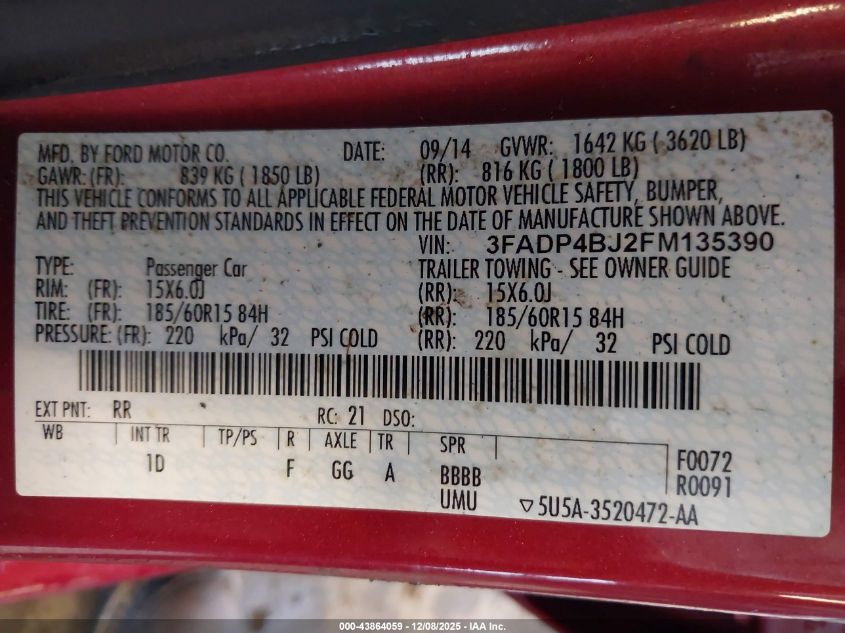 MFD. BY FORD MOTOR CO. DATE: 09/14 GVWR: 1642 KG ( 3620 LB)
GAWR: (FR): 839 KG ( 1850 LB) (RR): 816 KG ( 1800 LB)
THIS VEHICLE CONFORMS TO ALL APPLICABLE FEDERAL MOTOR VEHICLE SAFETY, BUMPER,
AND THEFT PREVENTION STANDARDS IN EFFECT ON THE DATE OF MANUFACTURE SHOWN ABOVE.
VIN: 3FADP4BJ2FM135390
TYPE: Passenger Car TRAILER TOWING - SEE OWNER GUIDE
RIM: (FR): 15X6.0J (RR): 15X6.0J
TIRE: (FR): 185/60R15 84H (RR): 185/60R15 84H
PRESSURE: (FR): 220 kPa/ 32 PSI COLD (RR): 220 kPa/ 32 PSI COLD
EXT PNT: RR RC: 21 DSO:
WB INT TR TP/PS R AXLE TR SPR
1D F GG A BBBB F0072
UMU R0091
▽5U5A-3520472-AA
000-43864059 | 12/08/2025 - IAA Inc.